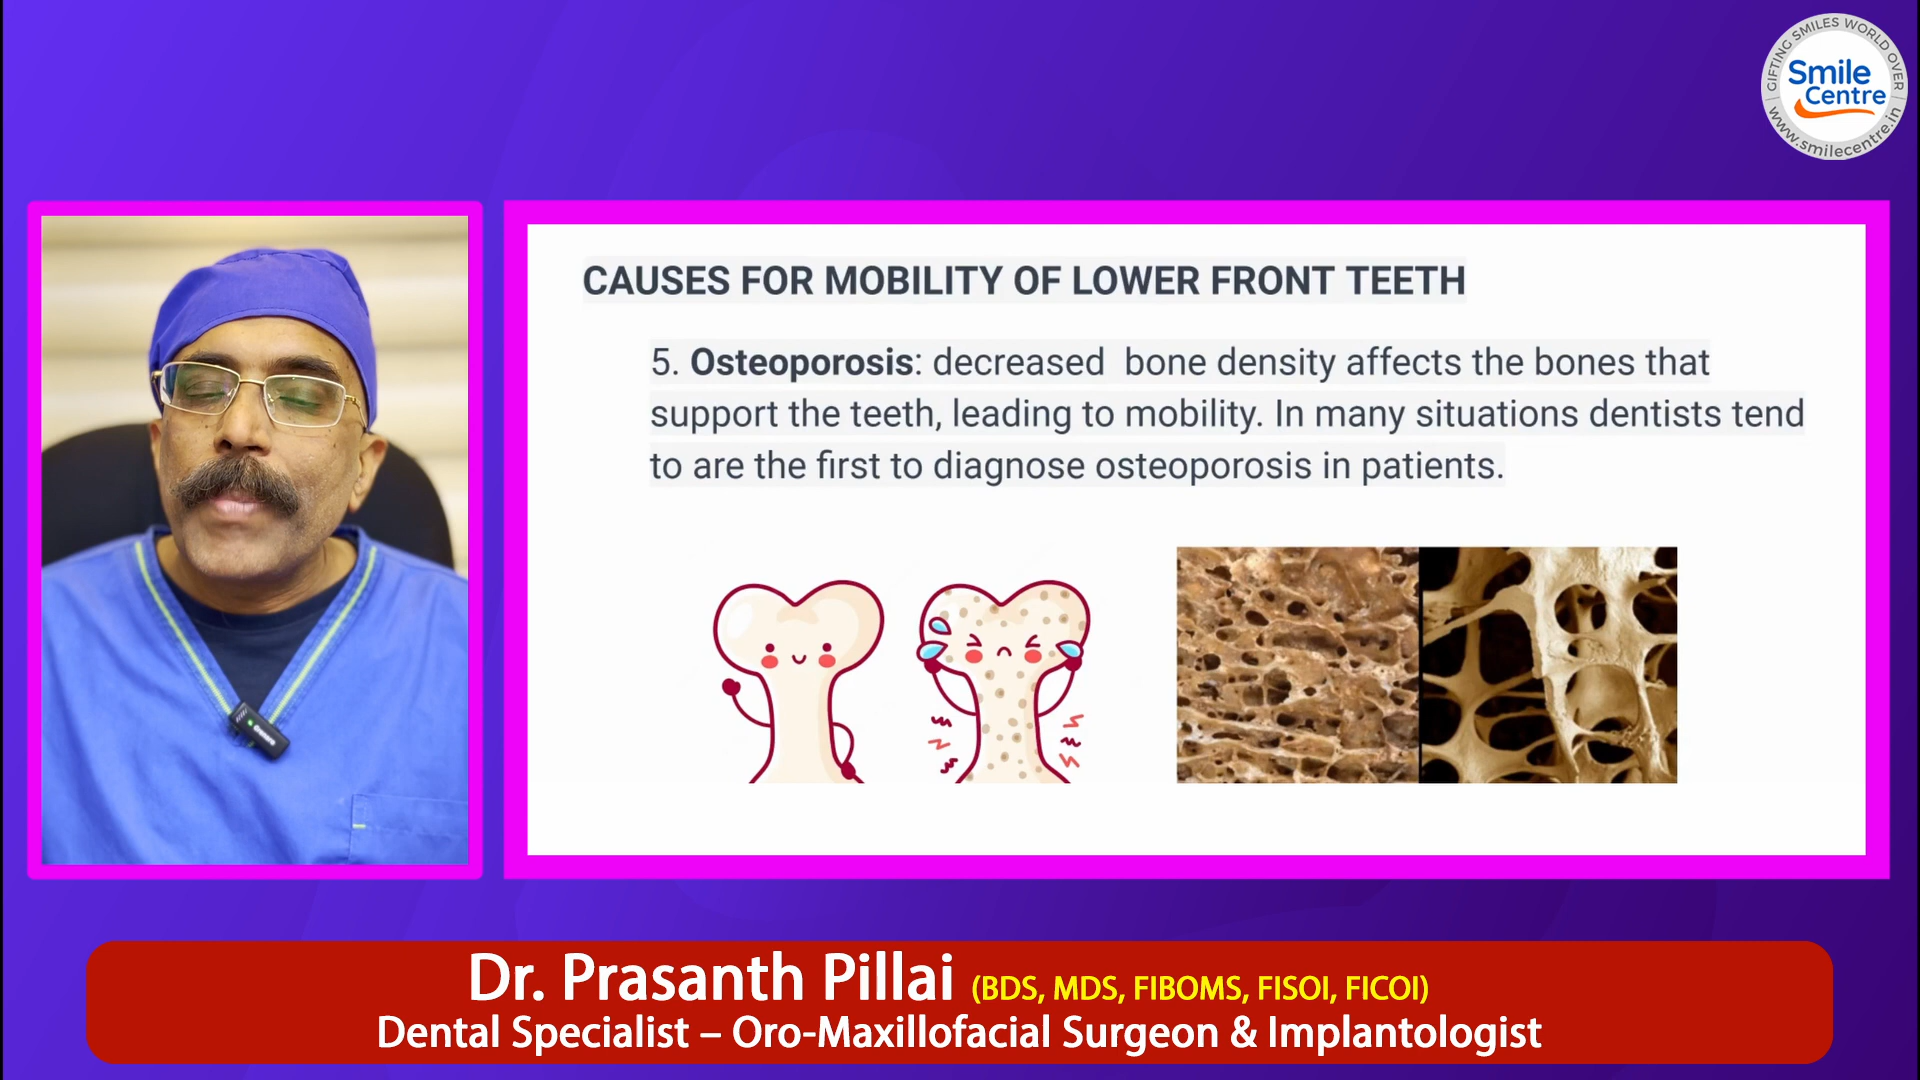 GIFTING SMILES WORLD OVER
Smile
Centre
www.smilecentre.in
CAUSES FOR MOBILITY OF LOWER FRONT TEETH
5. Osteoporosis: decreased bone density affects the bones that
support the teeth, leading to mobility. In many situations dentists tend
to are the first to diagnose osteoporosis in patients.
Dr. Prasanth Pillai (BDS, MDS, FIBOMS, FISOI, FICOI)
Dental Specialist – Oro-Maxillofacial Surgeon & Implantologist